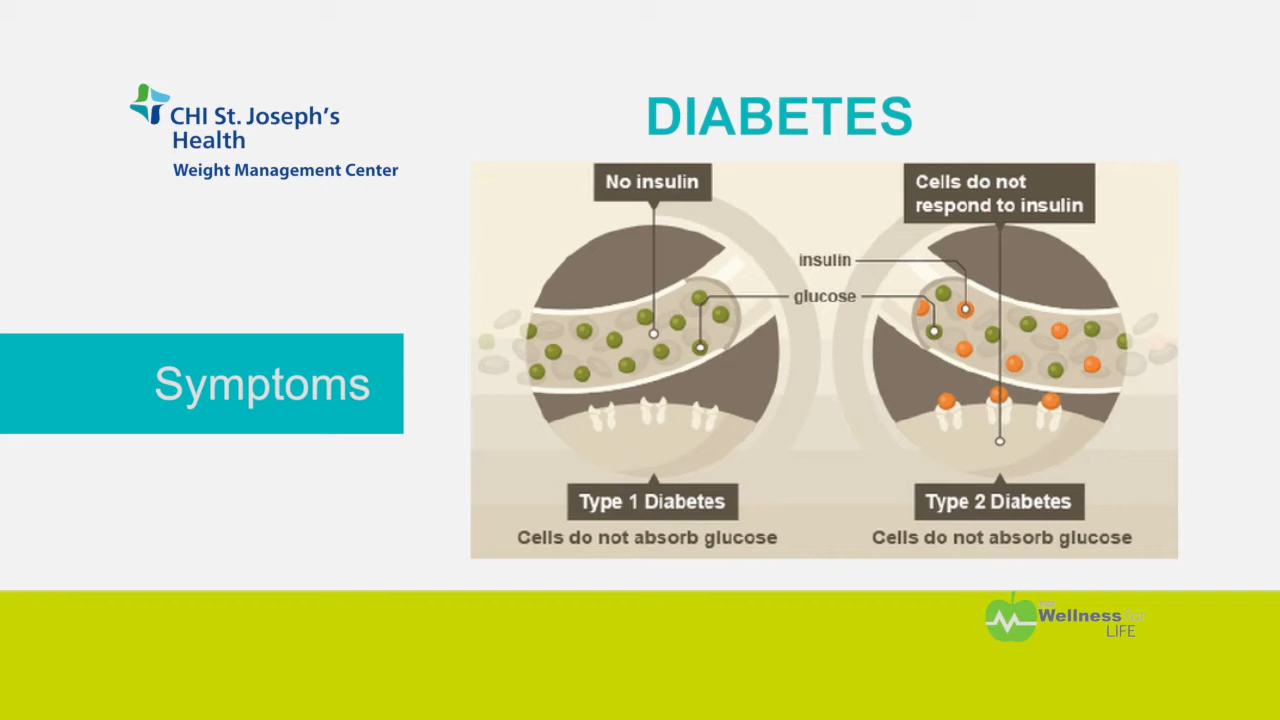 CHI St. Joseph's
Health
Weight Management Center
DIABETES
Symptoms
No insulin
Cells do not
respond to insulin
insulin
glucose
Type 1 Diabetes
Type 2 Diabetes
Cells do not absorb glucose
Cells do not absorb glucose
Wellness for
LIFE